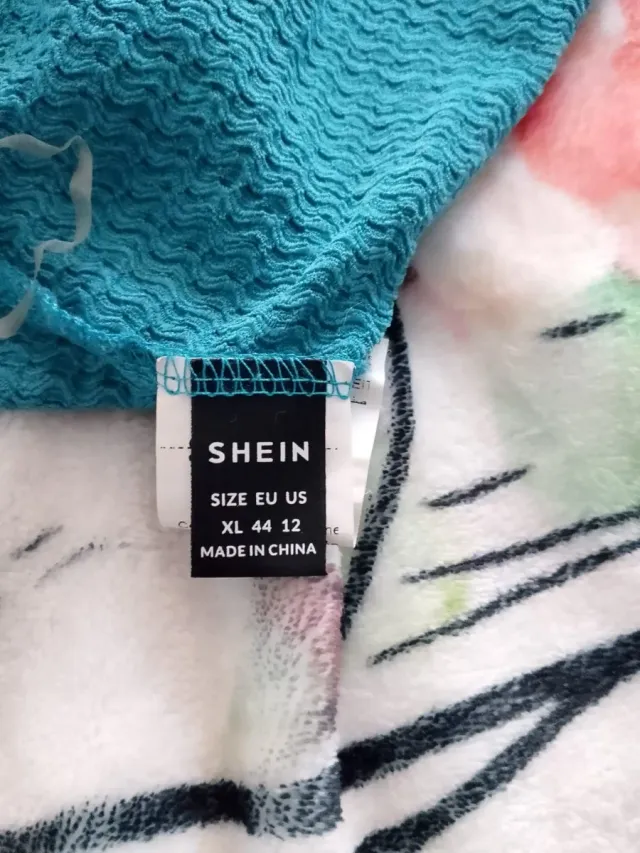 SHEIN
SIZE EU US
XL 44 12
MADE IN CHINA